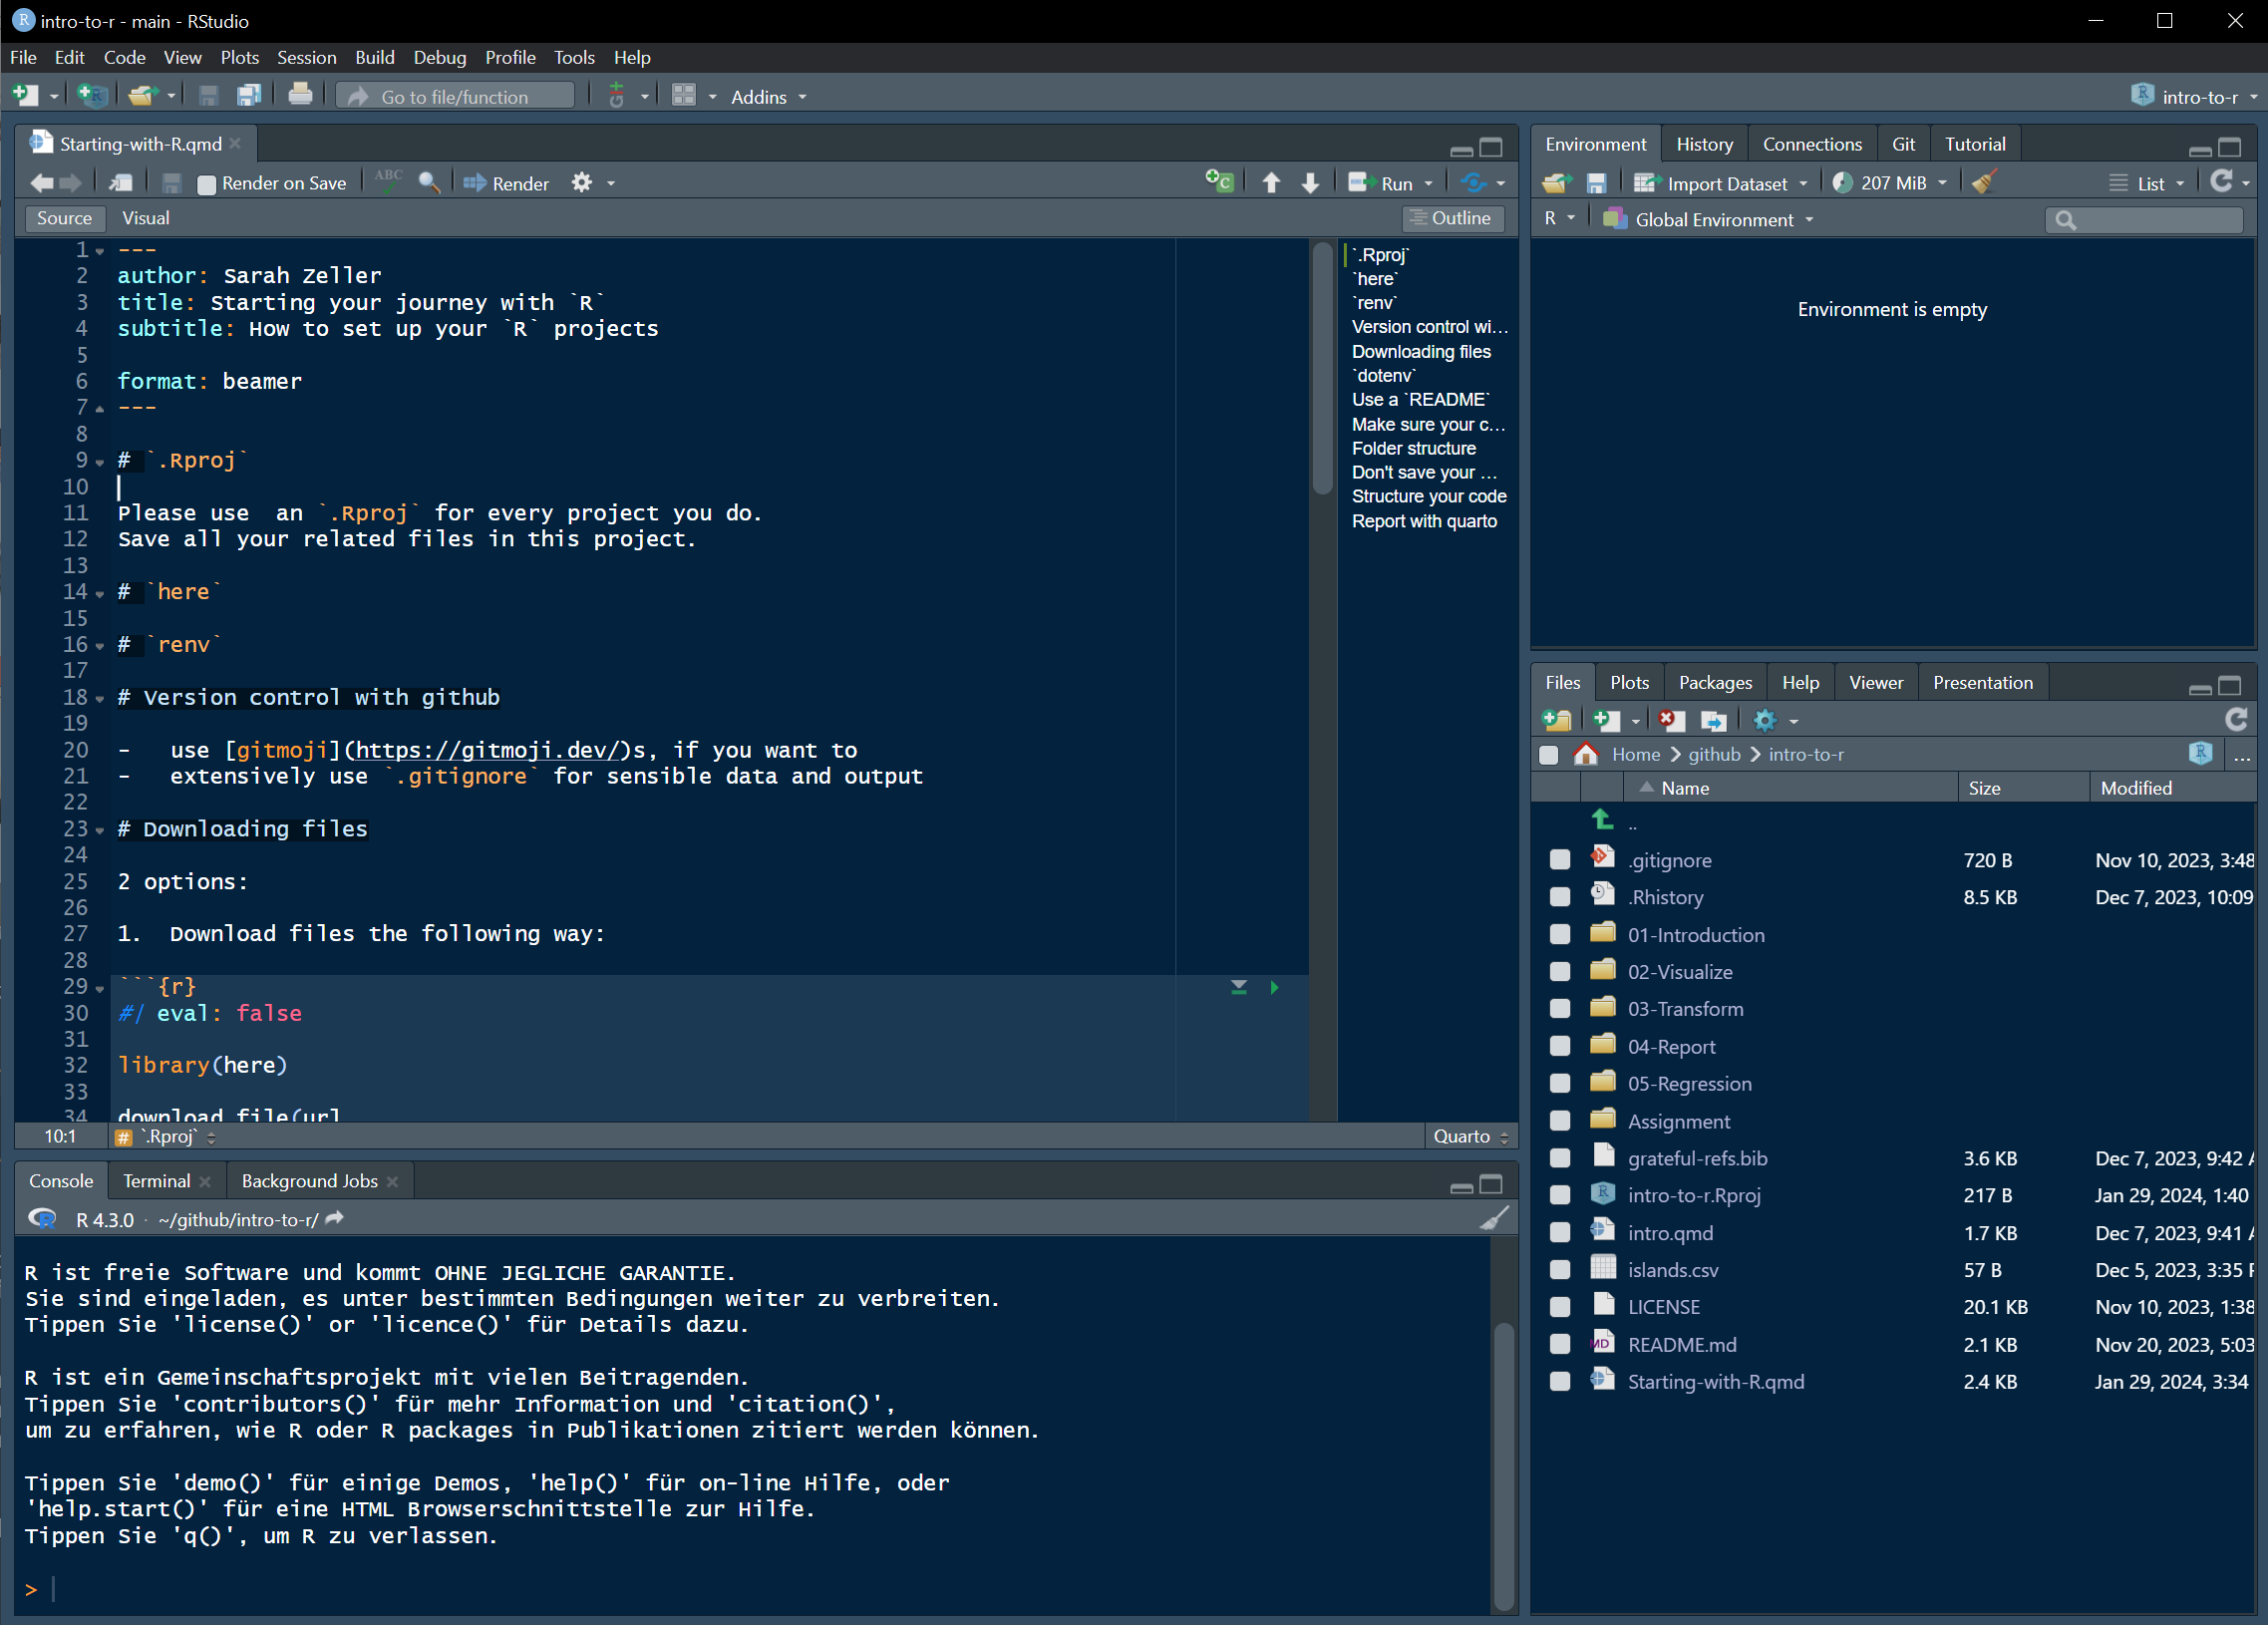 intro-to-r - main - RStudio
File Edit Code View Plots Session Build Debug Profile Tools Help
Go to file/function Addins intro-to-r
Starting-with-R.qmd
Render on Save ABC Render Run
Source Visual Outline
1 ---
2 author: Sarah Zeller
3 title: Starting your journey with `R`
4 subtitle: How to set up your `R` projects
5
6 format: beamer
7 ---
8
9 # `.Rproj`
10
11 Please use  an `.Rproj` for every project you do.
12 Save all your related files in this project.
13
14 # `here`
15
16 # `renv`
17
18 # Version control with github
19
20 -   use [gitmoji](https://gitmoji.dev/)s, if you want to
21 -   extensively use `.gitignore` for sensible data and output
22
23 # Downloading files
24
25 2 options:
26
27 1.  Download files the following way:
28
29 ```{r}
30 #/ eval: false
31
32 library(here)
33
34 download.file(url
`.Rproj`
`here`
`renv`
Version control wi...
Downloading files
`dotenv`
Use a `README`
Make sure your c...
Folder structure
Don't save your ...
Structure your code
Report with quarto
10:1 # `.Rproj` Quarto
Console Terminal Background Jobs
R 4.3.0 · ~/github/intro-to-r/
R ist freie Software und kommt OHNE JEGLICHE GARANTIE.
Sie sind eingeladen, es unter bestimmten Bedingungen weiter zu verbreiten.
Tippen Sie 'license()' or 'licence()' für Details dazu.
R ist ein Gemeinschaftsprojekt mit vielen Beitragenden.
Tippen Sie 'contributors()' für mehr Information und 'citation()',
um zu erfahren, wie R oder R packages in Publikationen zitiert werden können.
Tippen Sie 'demo()' für einige Demos, 'help()' für on-line Hilfe, oder
'help.start()' für eine HTML Browserschnittstelle zur Hilfe.
Tippen Sie 'q()', um R zu verlassen.
>
Environment History Connections Git Tutorial
Import Dataset 207 MiB List
R Global Environment
Environment is empty
Files Plots Packages Help Viewer Presentation
Home github intro-to-r ...
Name Size Modified
..
.gitignore 720 B Nov 10, 2023, 3:48
.Rhistory 8.5 KB Dec 7, 2023, 10:09
01-Introduction
02-Visualize
03-Transform
04-Report
05-Regression
Assignment
grateful-refs.bib 3.6 KB Dec 7, 2023, 9:42
intro-to-r.Rproj 217 B Jan 29, 2024, 1:40
intro.qmd 1.7 KB Dec 7, 2023, 9:41
islands.csv 57 B Dec 5, 2023, 3:35
LICENSE 20.1 KB Nov 10, 2023, 1:38
README.md 2.1 KB Nov 20, 2023, 5:03
Starting-with-R.qmd 2.4 KB Jan 29, 2024, 3:34